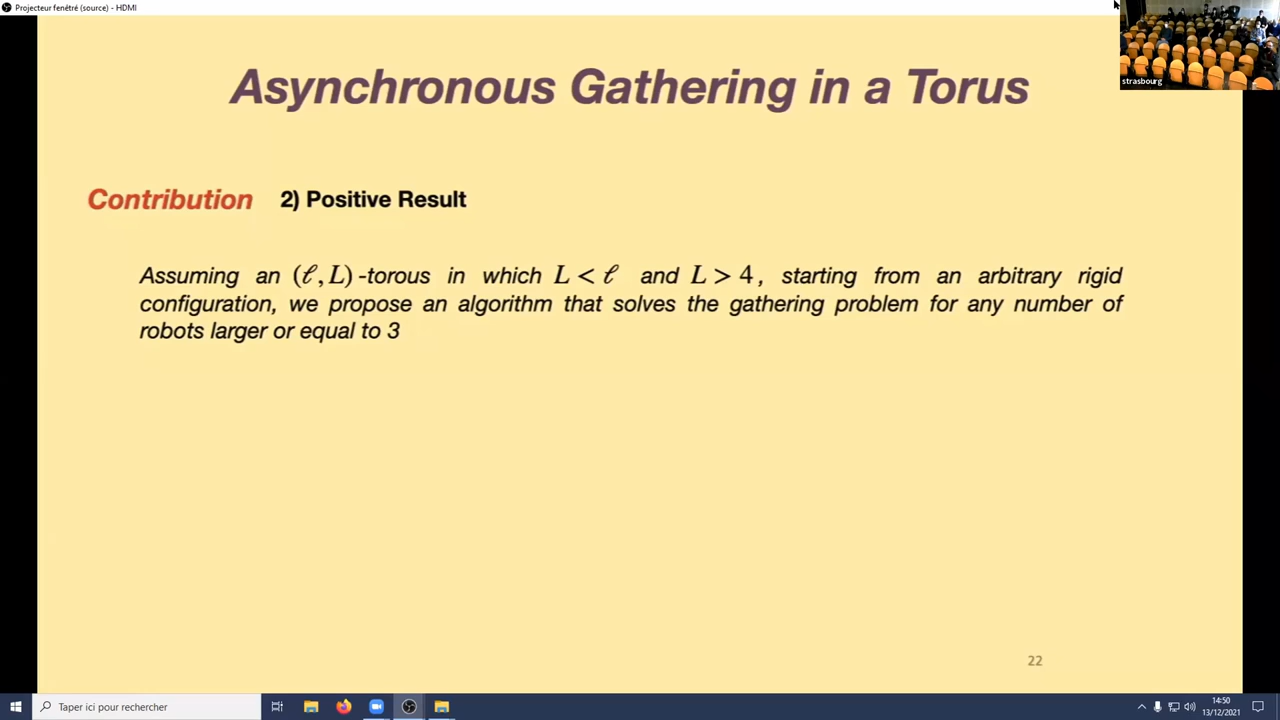 Projecteur fenêtré (source) - HDMI
strasbourg
Asynchronous Gathering in a Torus
Contribution 2) Positive Result
Assuming an (ℓ, L) -torous in which L < ℓ and L > 4 , starting from an arbitrary rigid
configuration, we propose an algorithm that solves the gathering problem for any number of
robots larger or equal to 3
22
Taper ici pour rechercher
14:50
13/12/2021